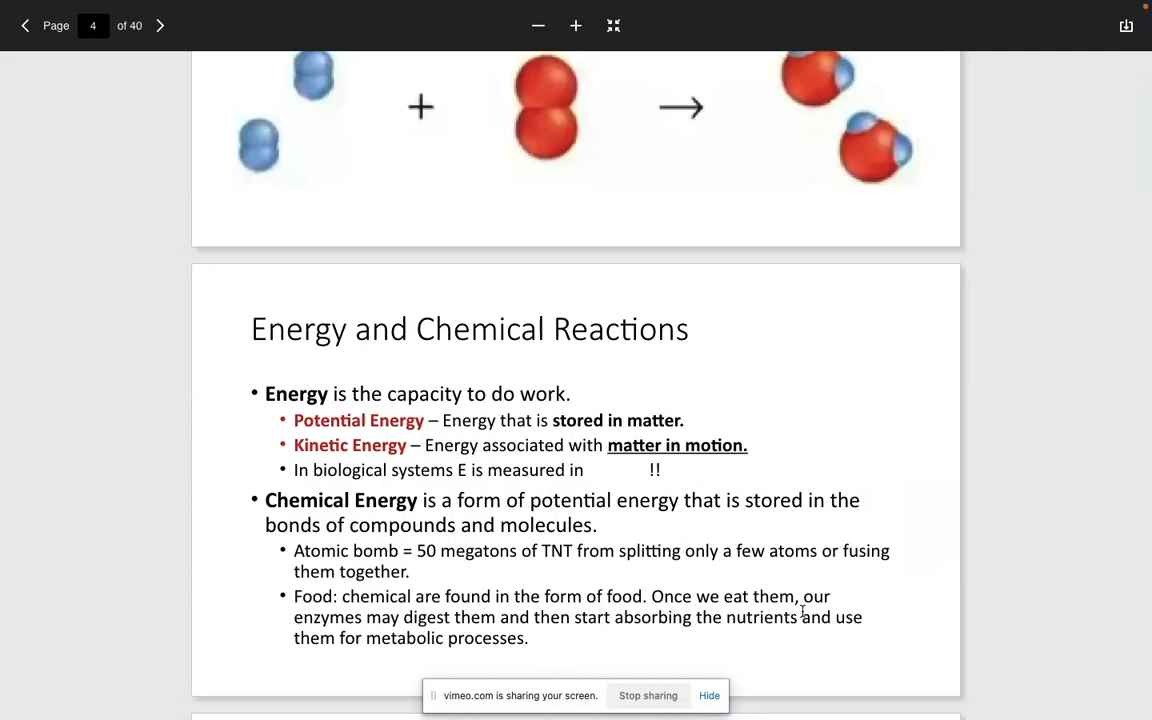 Page 4 of 40
+ →
Energy and Chemical Reactions
• Energy is the capacity to do work.
• Potential Energy – Energy that is stored in matter.
• Kinetic Energy – Energy associated with matter in motion.
• In biological systems E is measured in !!
• Chemical Energy is a form of potential energy that is stored in the
bonds of compounds and molecules.
• Atomic bomb = 50 megatons of TNT from splitting only a few atoms or fusing
them together.
• Food: chemical are found in the form of food. Once we eat them, our
enzymes may digest them and then start absorbing the nutrients and use
them for metabolic processes.
vimeo.com is sharing your screen. Stop sharing Hide